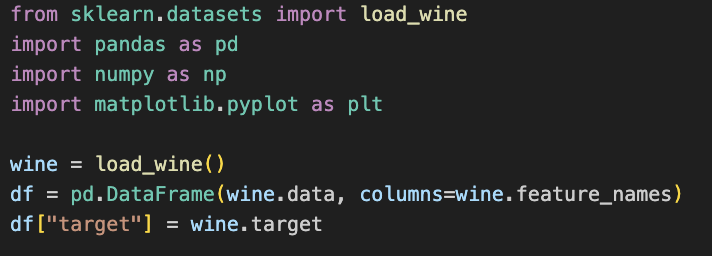 from sklearn.datasets import load_wine
import pandas as pd
import numpy as np
import matplotlib.pyplot as plt
wine = load_wine()
df = pd.DataFrame(wine.data, columns=wine.feature_names)
df["target"] = wine.target